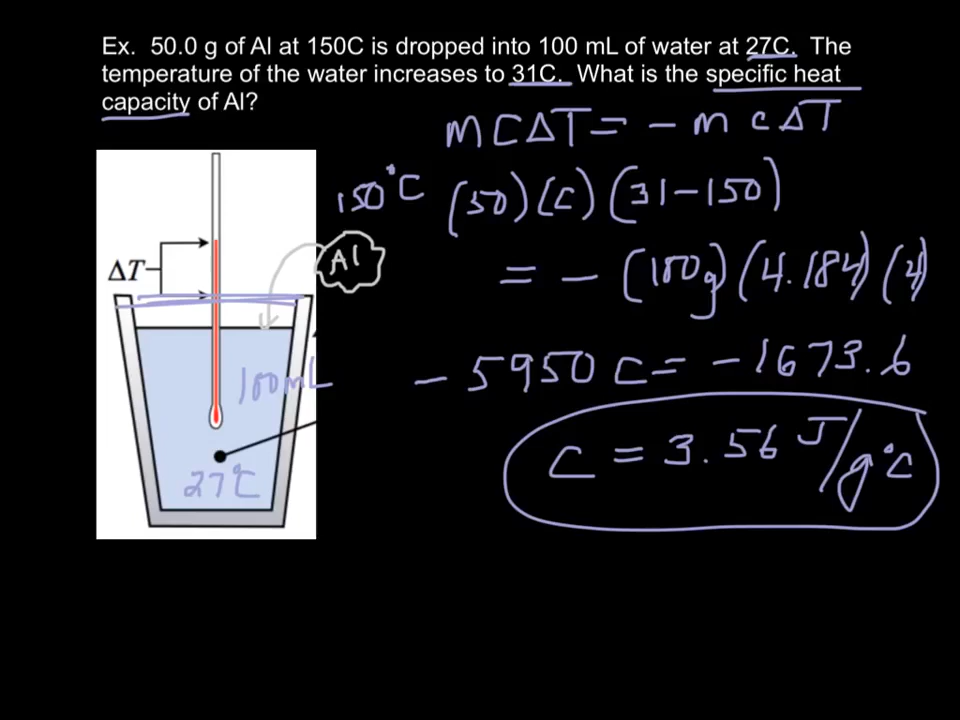 Ex. 50.0 g of Al at 150C is dropped into 100 mL of water at 27C. The
temperature of the water increases to 31C. What is the specific heat
capacity of Al?
mCΔT = - mcΔT
150°C
(50)(C)(31-150)
Al
= - (100g)(4.184)(4)
ΔT
- 5950 C = - 1673.6
100mL
C = 3.56 J/g°C
27°C